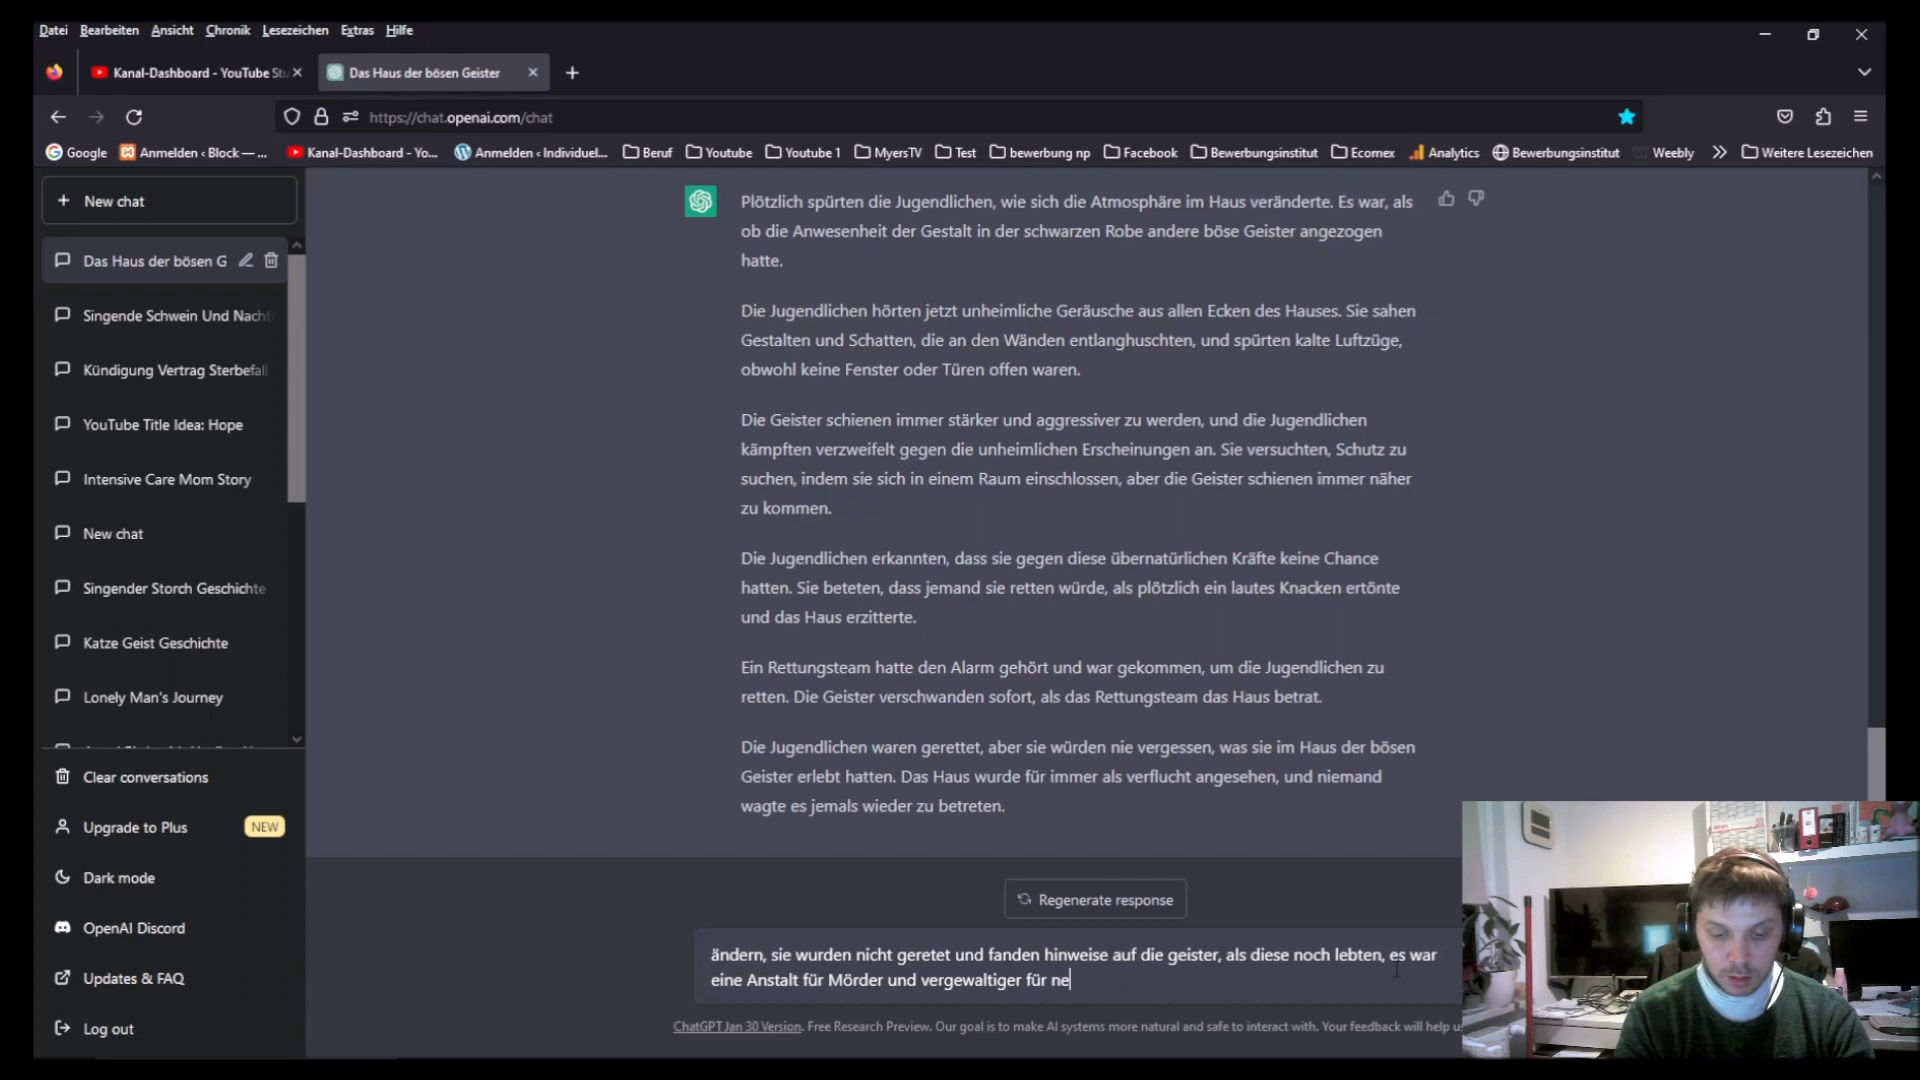 Datei Bearbeiten Ansicht Chronik Lesezeichen Extras Hilfe
Kanal-Dashboard - YouTube Stu
Das Haus der bösen Geister
https://chat.openai.com/chat
Google
Anmelden ‹ Block — ...
Kanal-Dashboard - Yo...
Anmelden ‹ Individuel...
Beruf
Youtube
Youtube 1
MyersTV
Test
bewerbung np
Facebook
Bewerbungsinstitut
Ecomex
Analytics
Bewerbungsinstitut
Weebly
Weitere Lesezeichen
+ New chat
Das Haus der bösen G
Singende Schwein Und Nacht
Kündigung Vertrag Sterbefall
YouTube Title Idea: Hope
Intensive Care Mom Story
New chat
Singender Storch Geschichte
Katze Geist Geschichte
Lonely Man's Journey
Clear conversations
Upgrade to Plus NEW
Dark mode
OpenAI Discord
Updates & FAQ
Log out
Plötzlich spürten die Jugendlichen, wie sich die Atmosphäre im Haus veränderte. Es war, als
ob die Anwesenheit der Gestalt in der schwarzen Robe andere böse Geister angezogen
hatte.
Die Jugendlichen hörten jetzt unheimliche Geräusche aus allen Ecken des Hauses. Sie sahen
Gestalten und Schatten, die an den Wänden entlanghuschten, und spürten kalte Luftzüge,
obwohl keine Fenster oder Türen offen waren.
Die Geister schienen immer stärker und aggressiver zu werden, und die Jugendlichen
kämpften verzweifelt gegen die unheimlichen Erscheinungen an. Sie versuchten, Schutz zu
suchen, indem sie sich in einem Raum einschlossen, aber die Geister schienen immer näher
zu kommen.
Die Jugendlichen erkannten, dass sie gegen diese übernatürlichen Kräfte keine Chance
hatten. Sie beteten, dass jemand sie retten würde, als plötzlich ein lautes Knacken ertönte
und das Haus erzitterte.
Ein Rettungsteam hatte den Alarm gehört und war gekommen, um die Jugendlichen zu
retten. Die Geister verschwanden sofort, als das Rettungsteam das Haus betrat.
Die Jugendlichen waren gerettet, aber sie würden nie vergessen, was sie im Haus der bösen
Geister erlebt hatten. Das Haus wurde für immer als verflucht angesehen, und niemand
wagte es jemals wieder zu betreten.
Regenerate response
ändern, sie wurden nicht geretet und fanden hinweise auf die geister, als diese noch lebten, es war
eine Anstalt für Mörder und vergewaltiger für ne
ChatGPT Jan 30 Version. Free Research Preview. Our goal is to make AI systems more natural and safe to interact with. Your feedback will help u